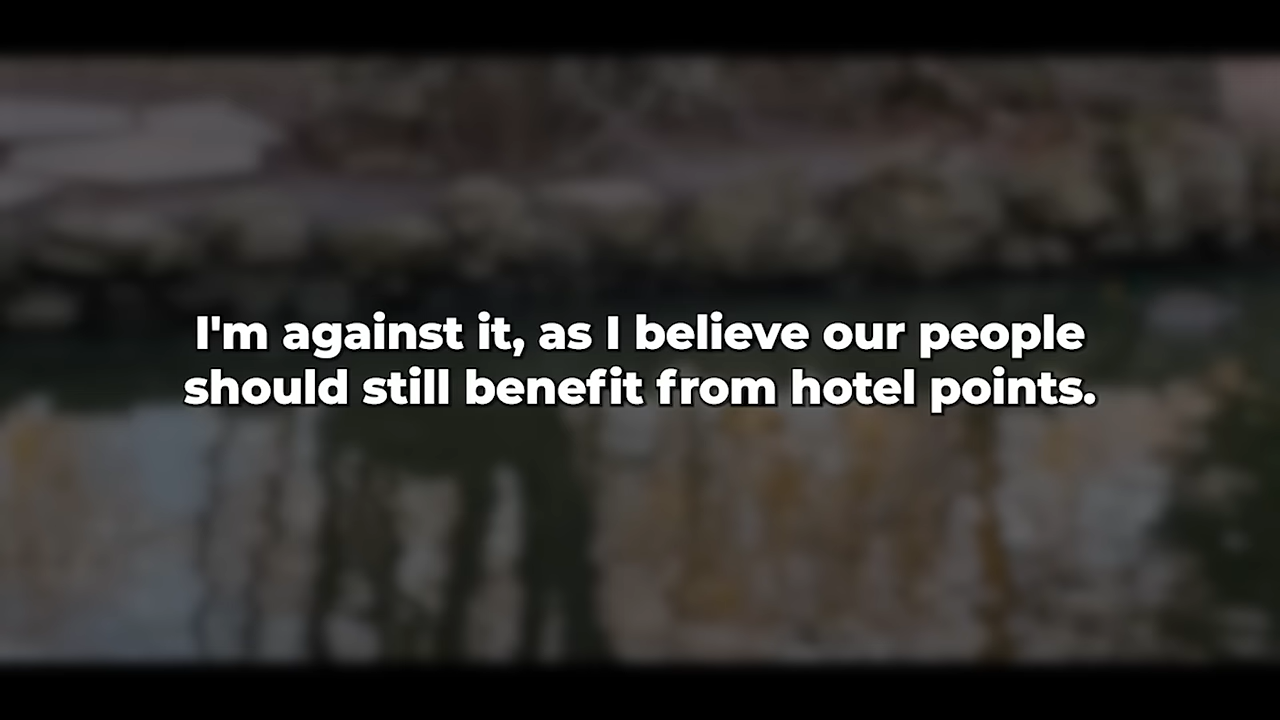 I'm against it, as I believe our people
should still benefit from hotel points.